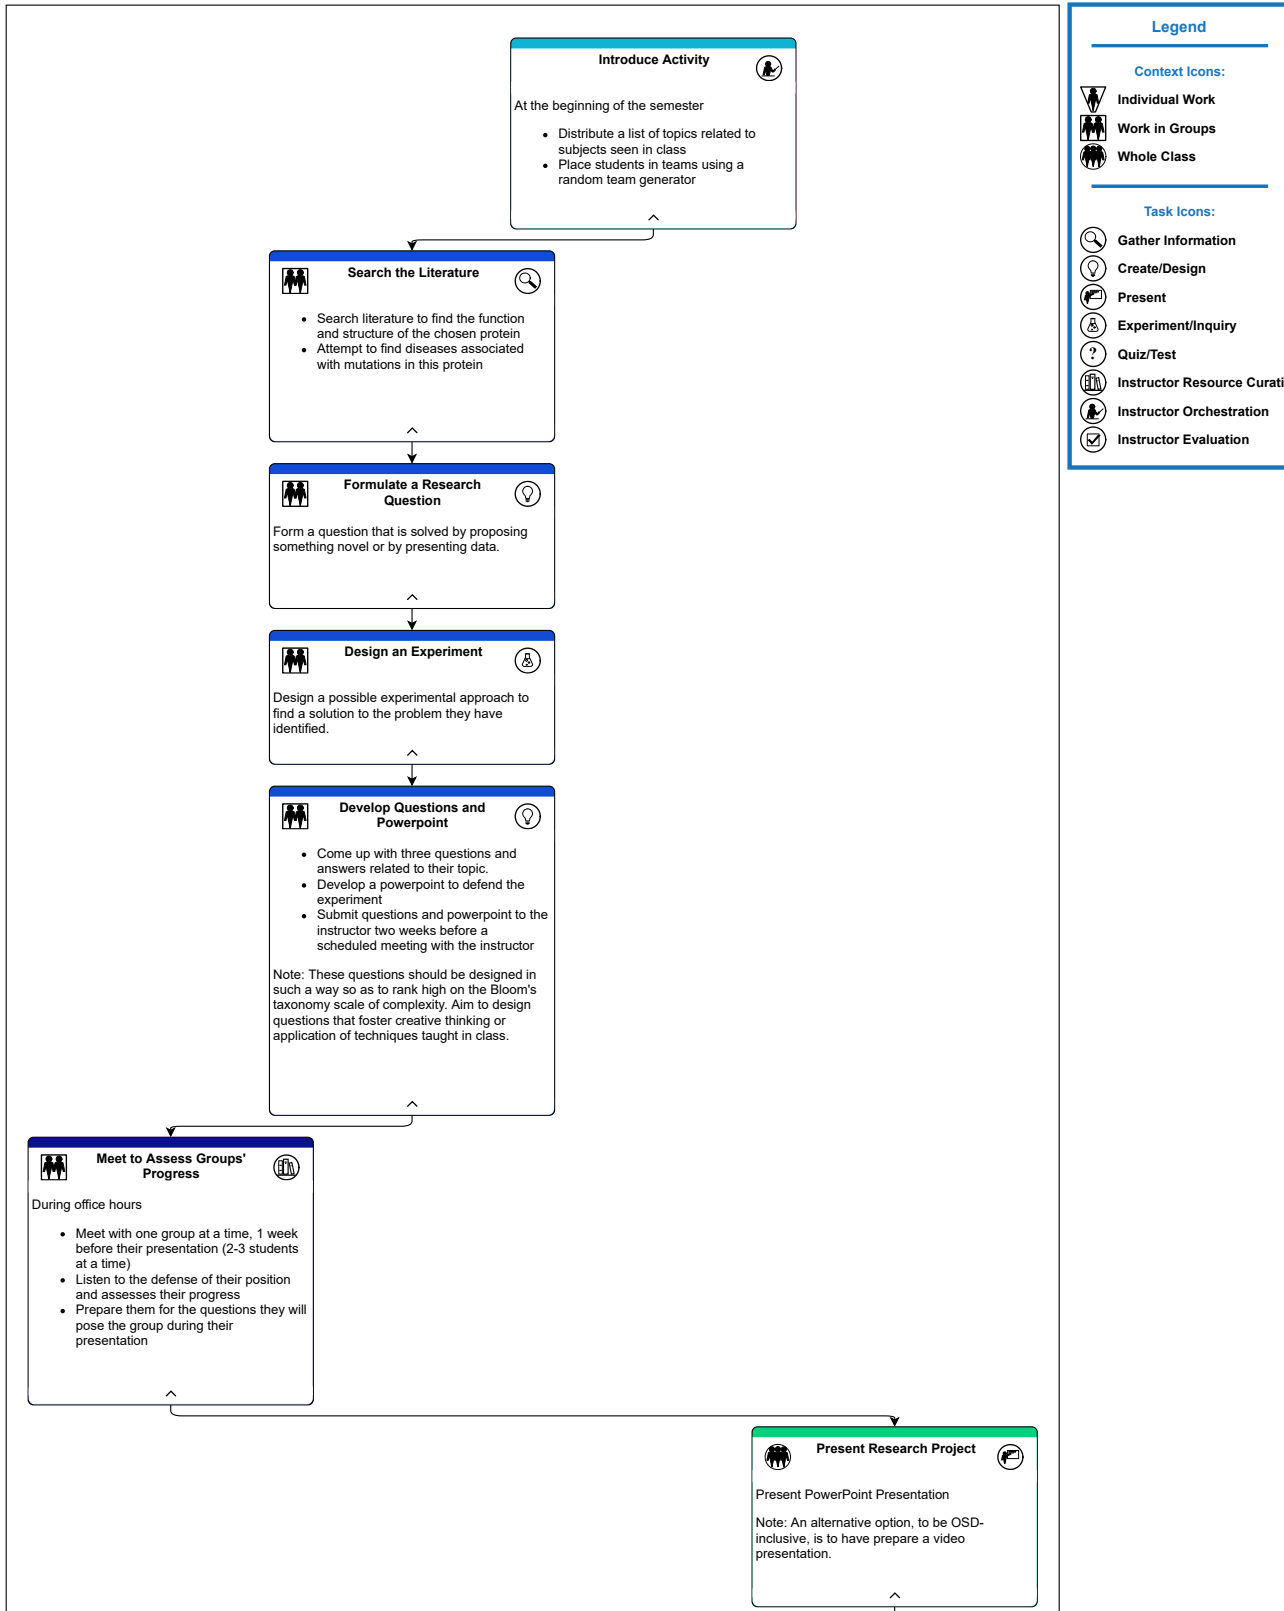 Introduce Activity
At the beginning of the semester
Distribute a list of topics related to
subjects seen in class
Place students in teams using a
random team generator
Search the Literature
Search literature to find the function
and structure of the chosen protein
Attempt to find diseases associated
with mutations in this protein
Formulate a Research
Question
Form a question that is solved by proposing
something novel or by presenting data.
Design an Experiment
Design a possible experimental approach to
find a solution to the problem they have
identified.
Develop Questions and
Powerpoint
Come up with three questions and
answers related to their topic.
Develop a powerpoint to defend the
experiment
Submit questions and powerpoint to the
instructor two weeks before a
scheduled meeting with the instructor
Note: These questions should be designed in
such a way so as to rank high on the Bloom's
taxonomy scale of complexity. Aim to design
questions that foster creative thinking or
application of techniques taught in class.
Meet to Assess Groups'
Progress
During office hours
Meet with one group at a time, 1 week
before their presentation (2-3 students
at a time)
Listen to the defense of their position
and assesses their progress
Prepare them for the questions they will
pose the group during their
presentation
Present Research Project
Present PowerPoint Presentation
Note: An alternative option, to be OSD-
inclusive, is to have prepare a video
presentation.
Legend
Context Icons:
Individual Work
Work in Groups
Whole Class
Task Icons:
Gather Information
Create/Design
Present
Experiment/Inquiry
? Quiz/Test
Instructor Resource Curati
Instructor Orchestration
Instructor Evaluation